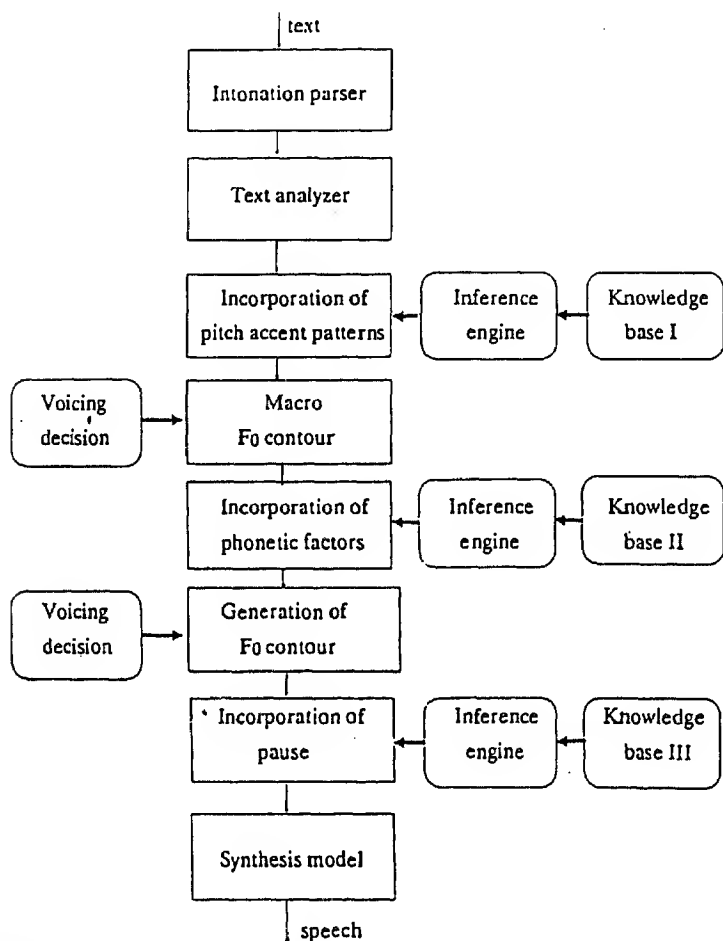 text
Intonation parser
Text analyzer
Incorporation of
pitch accent patterns
Inference
engine
Knowledge
base I
Voicing
decision
Macro
F0 contour
Incorporation of
phonetic factors
Inference
engine
Knowledge
base II
Voicing
decision
Generation of
F0 contour
Incorporation of
pause
Inference
engine
Knowledge
base III
Synthesis model
speech